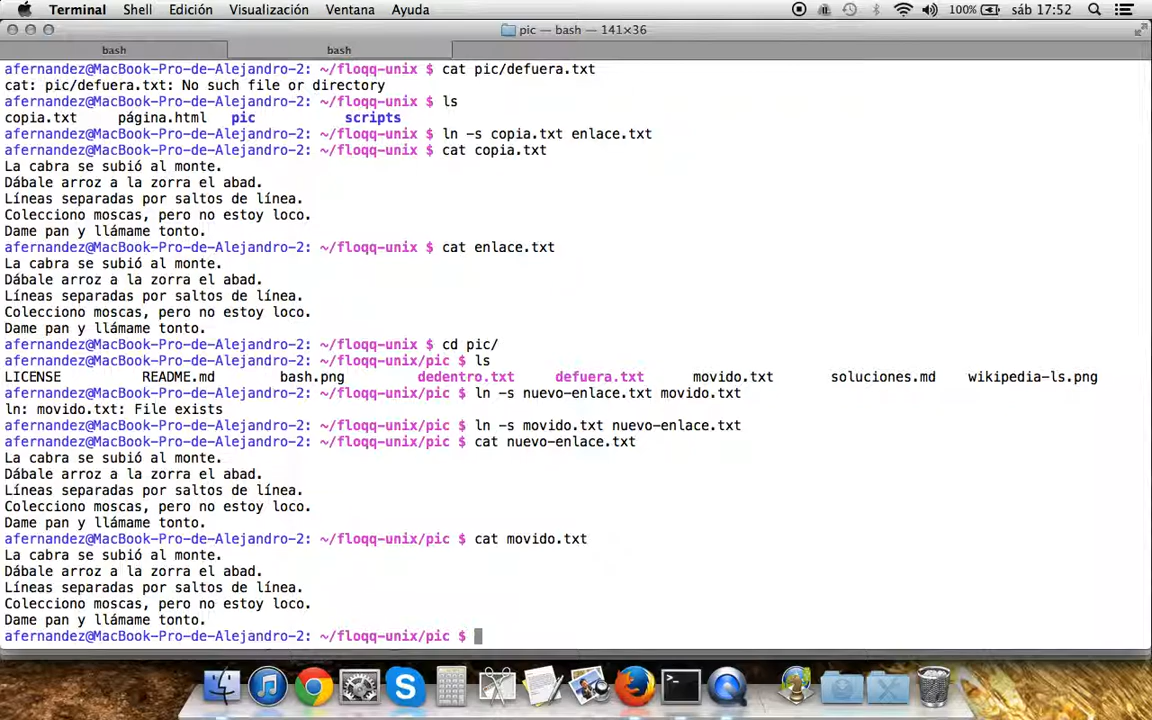 Terminal Shell Edición Visualización Ventana Ayuda 100% sáb 17:52
pic — bash — 141×36
bash bash
afernandez@MacBook-Pro-de-Alejandro-2: ~/floqq-unix $ cat pic/defuera.txt
cat: pic/defuera.txt: No such file or directory
afernandez@MacBook-Pro-de-Alejandro-2: ~/floqq-unix $ ls
copia.txt página.html pic scripts
afernandez@MacBook-Pro-de-Alejandro-2: ~/floqq-unix $ ln -s copia.txt enlace.txt
afernandez@MacBook-Pro-de-Alejandro-2: ~/floqq-unix $ cat copia.txt
La cabra se subió al monte.
Dábale arroz a la zorra el abad.
Líneas separadas por saltos de línea.
Colecciono moscas, pero no estoy loco.
Dame pan y llámame tonto.
afernandez@MacBook-Pro-de-Alejandro-2: ~/floqq-unix $ cat enlace.txt
La cabra se subió al monte.
Dábale arroz a la zorra el abad.
Líneas separadas por saltos de línea.
Colecciono moscas, pero no estoy loco.
Dame pan y llámame tonto.
afernandez@MacBook-Pro-de-Alejandro-2: ~/floqq-unix $ cd pic/
afernandez@MacBook-Pro-de-Alejandro-2: ~/floqq-unix/pic $ ls
LICENSE README.md bash.png dedentro.txt defuera.txt movido.txt soluciones.md wikipedia-ls.png
afernandez@MacBook-Pro-de-Alejandro-2: ~/floqq-unix/pic $ ln -s nuevo-enlace.txt movido.txt
ln: movido.txt: File exists
afernandez@MacBook-Pro-de-Alejandro-2: ~/floqq-unix/pic $ ln -s movido.txt nuevo-enlace.txt
afernandez@MacBook-Pro-de-Alejandro-2: ~/floqq-unix/pic $ cat nuevo-enlace.txt
La cabra se subió al monte.
Dábale arroz a la zorra el abad.
Líneas separadas por saltos de línea.
Colecciono moscas, pero no estoy loco.
Dame pan y llámame tonto.
afernandez@MacBook-Pro-de-Alejandro-2: ~/floqq-unix/pic $ cat movido.txt
La cabra se subió al monte.
Dábale arroz a la zorra el abad.
Líneas separadas por saltos de línea.
Colecciono moscas, pero no estoy loco.
Dame pan y llámame tonto.
afernandez@MacBook-Pro-de-Alejandro-2: ~/floqq-unix/pic $